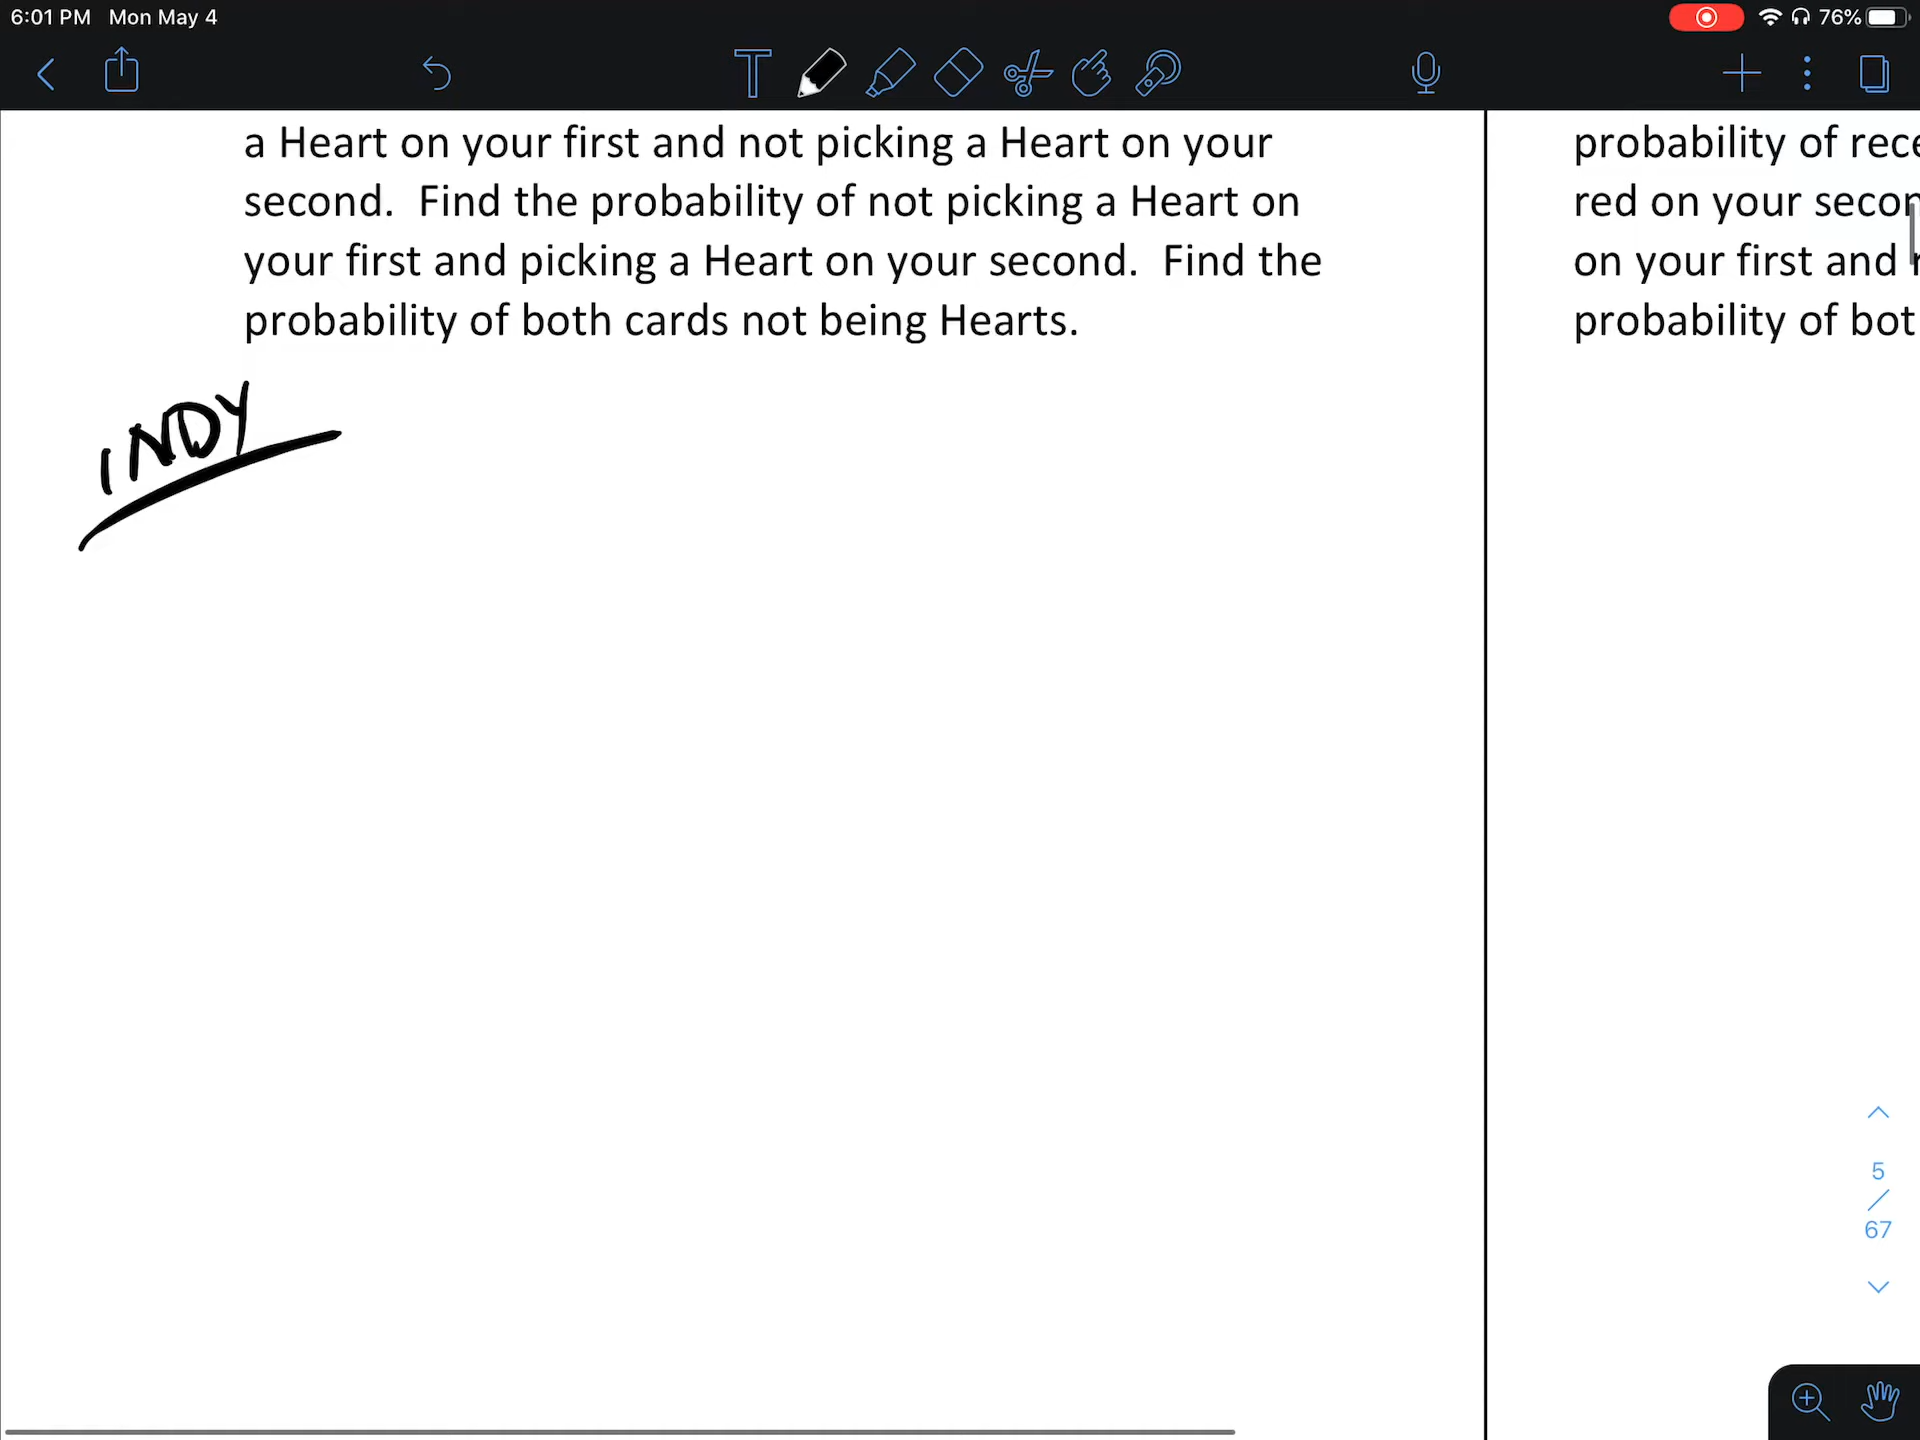 6:01 PM Mon May 4
76%
a Heart on your first and not picking a Heart on your
second. Find the probability of not picking a Heart on
your first and picking a Heart on your second. Find the
probability of both cards not being Hearts.
INDY
probability of rece
red on your secon
on your first and r
probability of bot
5
/
67